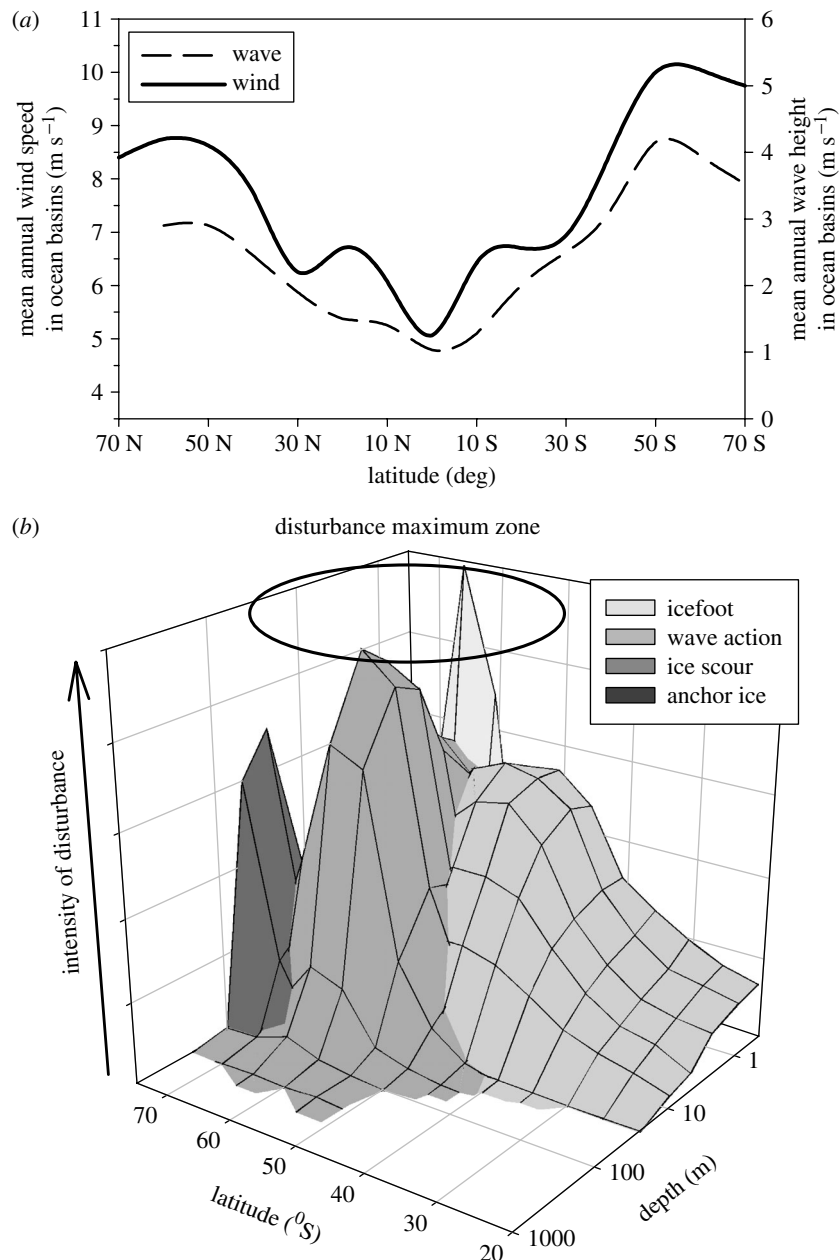 (a)
11
10
9
8
7
6
5
4
mean annual wind speed
in ocean basins (m s⁻¹)
wave
wind
6
5
4
3
2
1
0
mean annual wave height
in ocean basins (m s⁻¹)
70 N 50 N 30 N 10 N 10 S 30 S 50 S 70 S
latitude (deg)
(b)
disturbance maximum zone
icefoot
wave action
ice scour
anchor ice
intensity of disturbance
70
60
50
40
30
20
latitude (⁰S)
1
10
100
1000
depth (m)